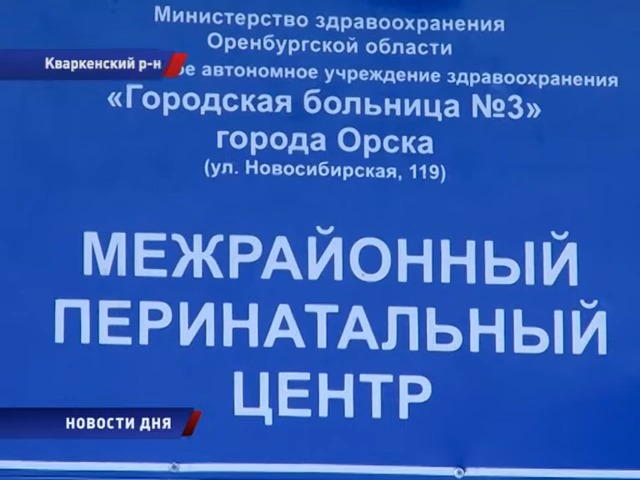 Министерство здравоохранения
Оренбургской области
Кваркенский р-н
автономное учреждение здравоохранения
«Городская больница №3»
города Орска
(ул. Новосибирская, 119)
МЕЖРАЙОННЫЙ
ПЕРИНАТАЛЬНЫЙ
ЦЕНТР
НОВОСТИ ДНЯ